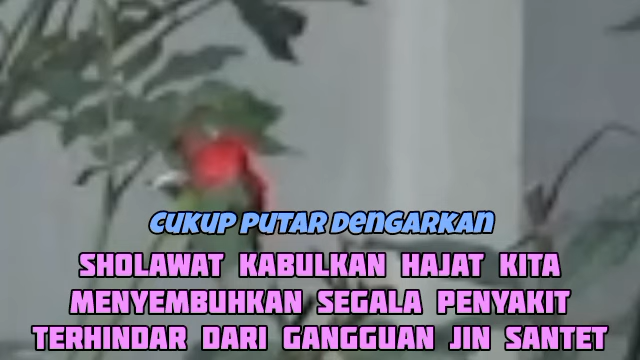 CUKUP PUTAR DENGARKAN
SHOLAWAT KABULKAN HAJAT KITA
MENYEMBUHKAN SEGALA PENYAKIT
TERHINDAR DARI GANGGUAN JIN SANTET